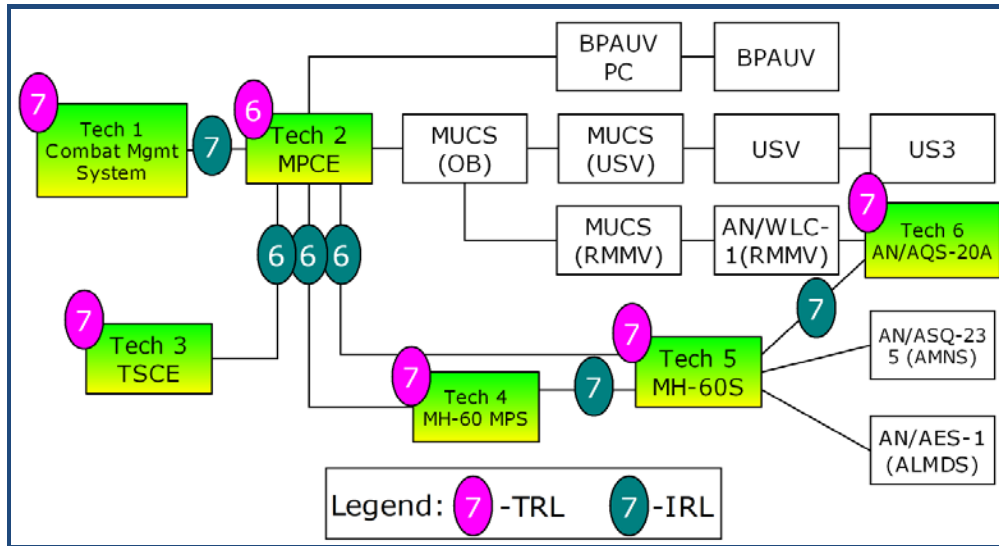 BPAUV
PC
BPAUV
7
Tech 1
Combat Mgmt
System
7
6
Tech 2
MPCE
MUCS
(OB)
MUCS
(USV)
USV
US3
MUCS
(RMMV)
AN/WLC-
1(RMMV)
7
Tech 6
AN/AQS-20A
6
6
6
7
7
Tech 3
TSCE
7
Tech 5
MH-60S
AN/ASQ-23
5 (AMNS)
7
Tech 4
MH-60 MPS
7
AN/AES-1
(ALMDS)
Legend:
7
-TRL
7
-IRL